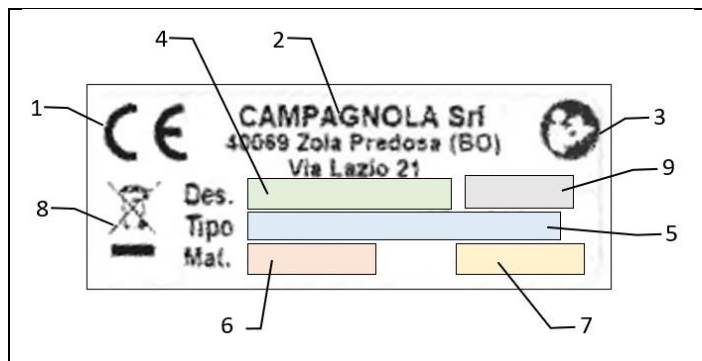 4
2
1
CE
CAMPAGNOLA Srl
40069 Zola Predosa (BO)
Via Lazio 21
3
9
8
Des.
Tipo
5
Mat.
6
7